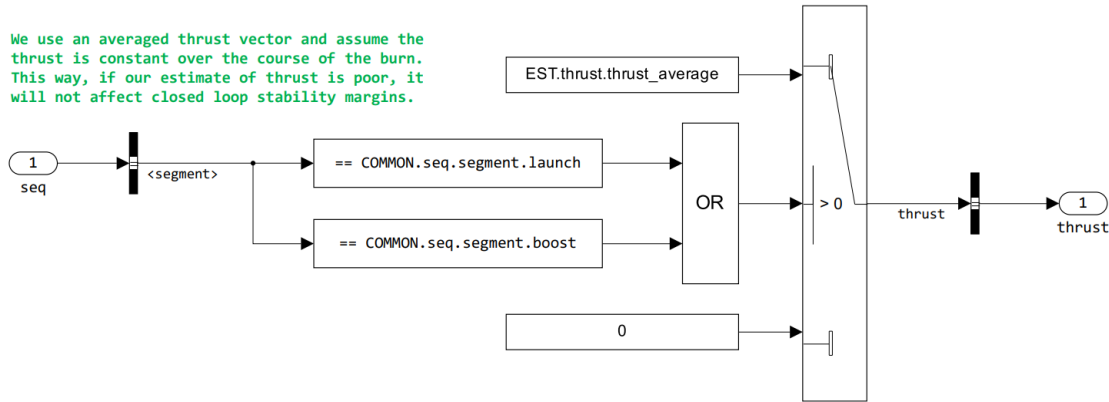 We use an averaged thrust vector and assume the
thrust is constant over the course of the burn.
This way, if our estimate of thrust is poor, it
will not affect closed loop stability margins.
EST.thrust.thrust_average
1
seq
<segment>
== COMMON.seq.segment.launch
== COMMON.seq.segment.boost
OR
> 0
thrust
1
thrust
0